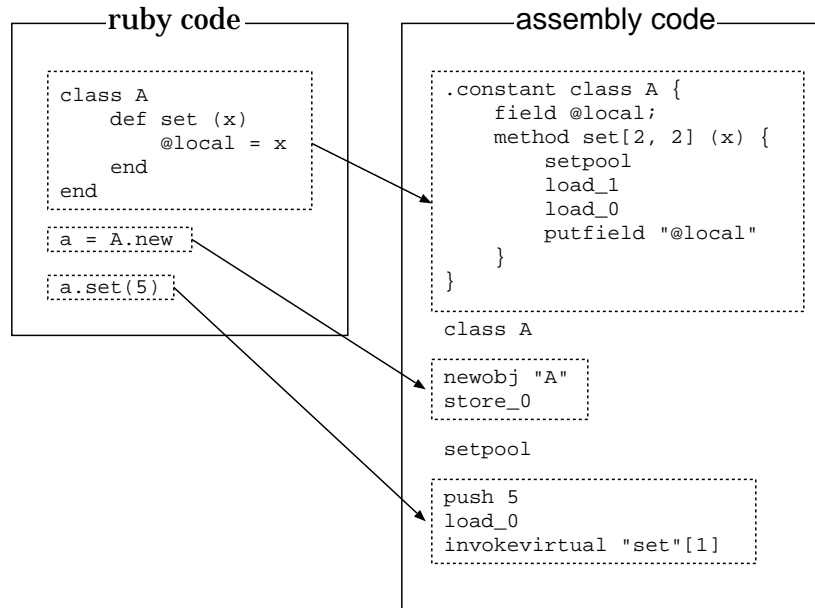 ruby code
class A
def set (x)
@local = x
end
end
a = A.new
a.set(5)
assembly code
.constant class A {
field @local;
method set[2, 2] (x) {
setpool
load_1
load_0
putfield "@local"
}
}
class A
newobj "A"
store_0
setpool
push 5
load_0
invokevirtual "set"[1]